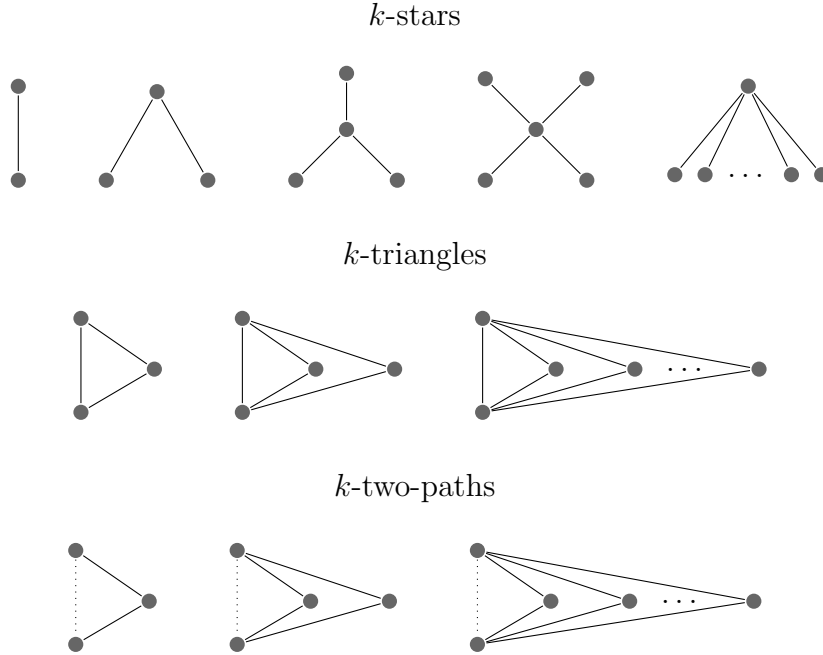 k-stars
. . .
k-triangles
. . .
k-two-paths
. . .